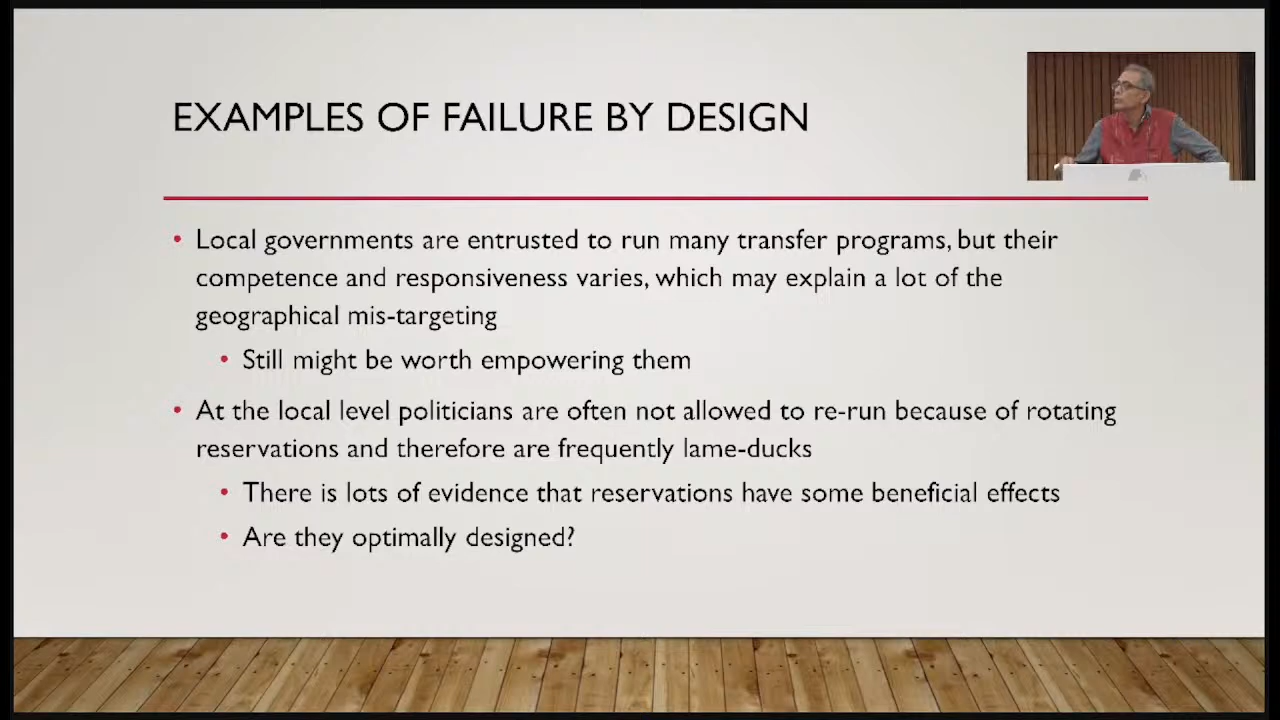 EXAMPLES OF FAILURE BY DESIGN
• Local governments are entrusted to run many transfer programs, but their
competence and responsiveness varies, which may explain a lot of the
geographical mis-targeting
• Still might be worth empowering them
• At the local level politicians are often not allowed to re-run because of rotating
reservations and therefore are frequently lame-ducks
• There is lots of evidence that reservations have some beneficial effects
• Are they optimally designed?